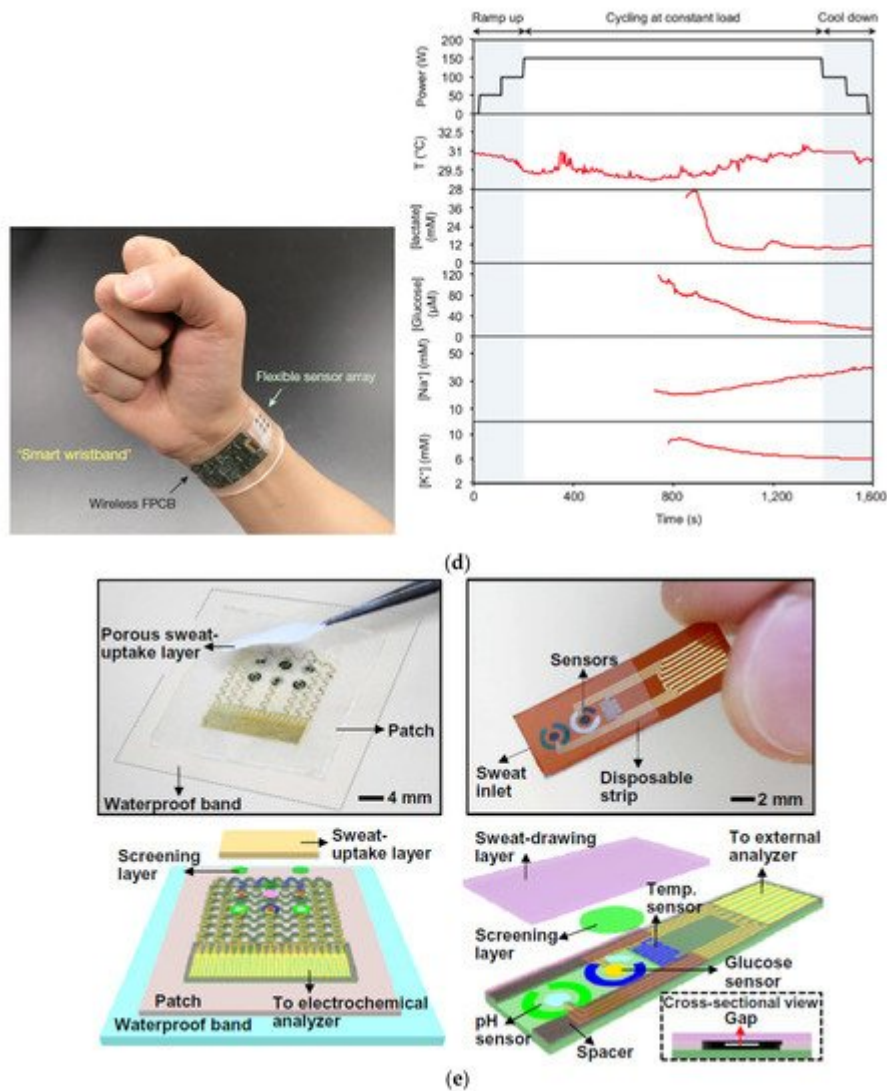 Ramp up
Cycling at constant load
Cool down
Power (W)
200
150
100
50
0
T (°C)
32.5
31
29.5
28
[lactate]
(mM)
36
24
12
0
[Glucose]
(µM)
120
80
40
0
[Na⁺] (mM)
50
30
10
[K⁺] (mM)
10
6
2
0
400
800
1,200
1,600
Time (s)
Flexible sensor array
"Smart wristband"
Wireless FPCB
(d)
Porous sweat-
uptake layer
Patch
Waterproof band
4 mm
Sensors
Sweat
inlet
Disposable
strip
2 mm
Sweat-
uptake layer
Screening
layer
Patch
To electrochemical
analyzer
Waterproof band
Sweat-drawing
layer
To external
analyzer
Temp.
sensor
Screening
layer
Glucose
sensor
pH
sensor
Spacer
Cross-sectional view
Gap
(e)